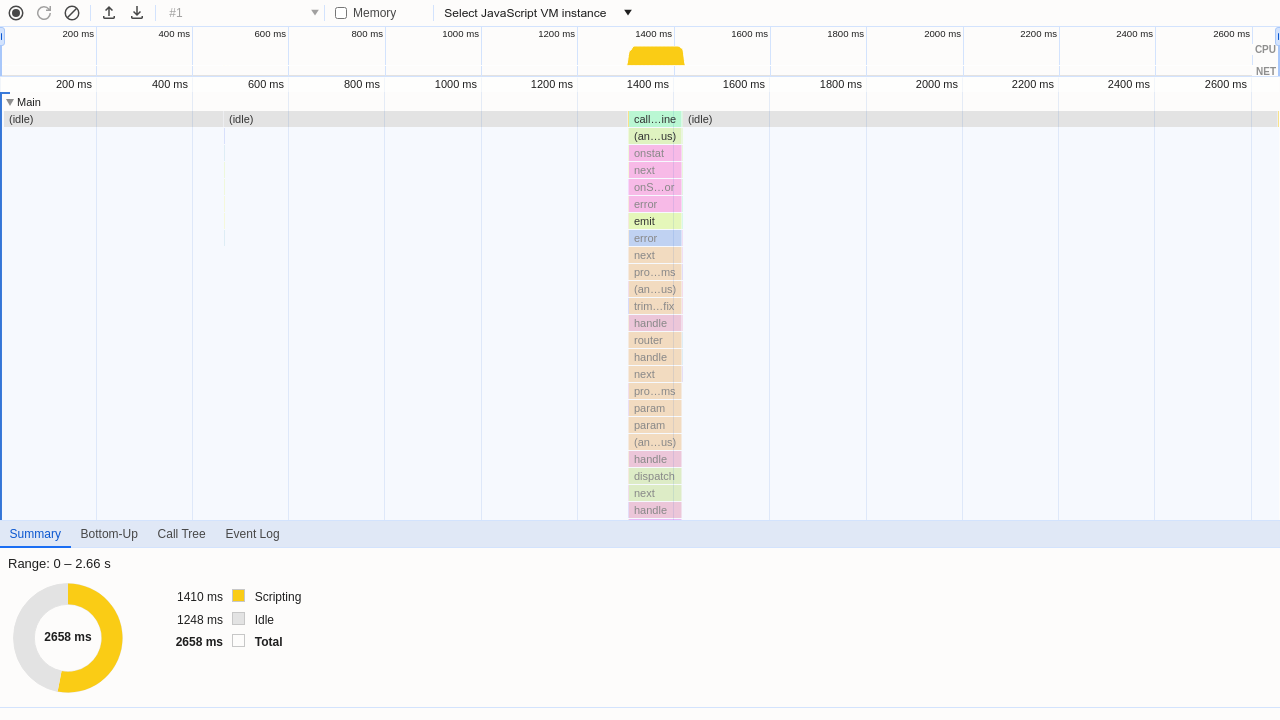 #1 Memory Select JavaScript VM instance
200 ms 400 ms 600 ms 800 ms 1000 ms 1200 ms 1400 ms 1600 ms 1800 ms 2000 ms 2200 ms 2400 ms 2600 ms
CPU
NET
200 ms 400 ms 600 ms 800 ms 1000 ms 1200 ms 1400 ms 1600 ms 1800 ms 2000 ms 2200 ms 2400 ms 2600 ms
Main
(idle) (idle) call…ine (idle)
(an…us)
onstat
next
onS…or
error
emit
error
next
pro…ms
(an…us)
trim…fix
handle
router
handle
next
pro…ms
param
param
(an…us)
handle
dispatch
next
handle
Summary Bottom-Up Call Tree Event Log
Range: 0 – 2.66 s
1410 ms Scripting
1248 ms Idle
2658 ms Total
2658 ms